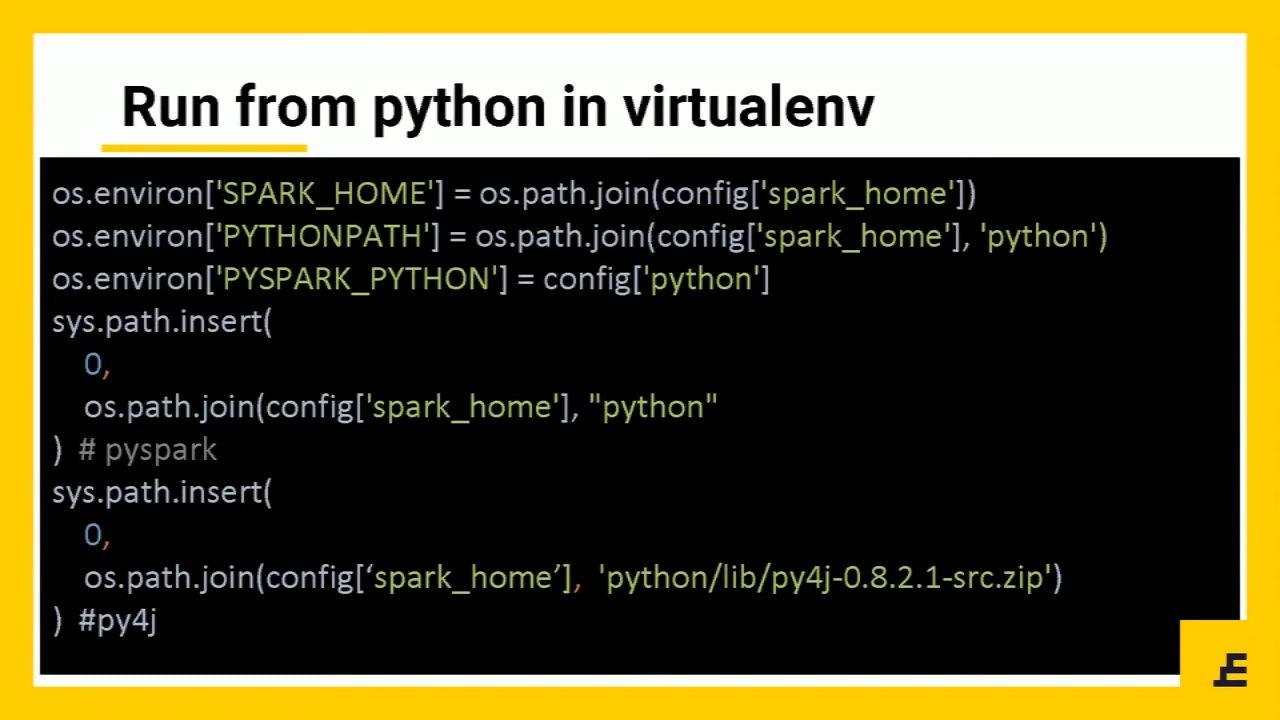 Run from python in virtualenv
os.environ['SPARK_HOME'] = os.path.join(config['spark_home'])
os.environ['PYTHONPATH'] = os.path.join(config['spark_home'], 'python')
os.environ['PYSPARK_PYTHON'] = config['python']
sys.path.insert(
0,
os.path.join(config['spark_home'], "python"
) # pyspark
sys.path.insert(
0,
os.path.join(config[‘spark_home’], 'python/lib/py4j-0.8.2.1-src.zip')
) #py4j